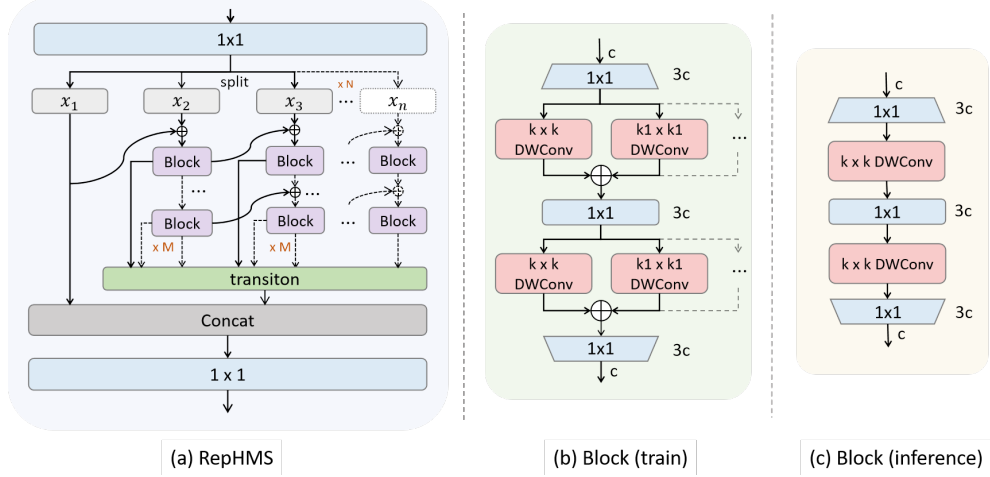 1x1
split
x N
x₁
x₂
x₃
...
xₙ
Block
Block
...
Block
...
...
Block
Block
...
Block
x M
x M
transiton
Concat
1 x 1
(a) RepHMS
c
1x1
3c
k x k
DWConv
k1 x k1
DWConv
...
1x1
3c
k x k
DWConv
k1 x k1
DWConv
...
1x1
3c
c
(b) Block (train)
c
1x1
3c
k x k DWConv
1x1
3c
k x k DWConv
1x1
3c
c
(c) Block (inference)